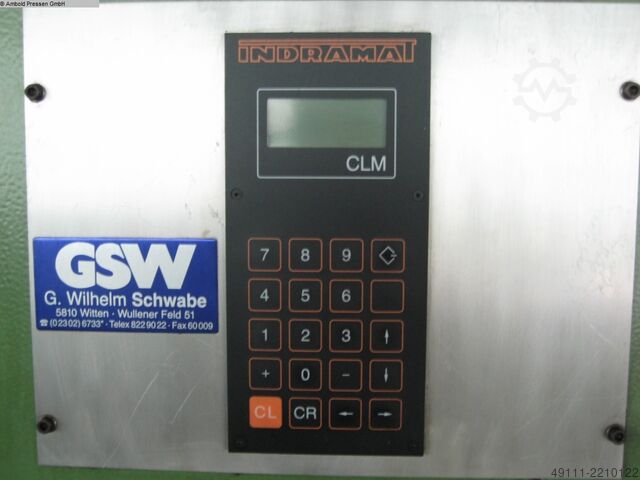 © Ambold Pressen GmbH
INDRAMAT
CLM
GSW
G. Wilhelm Schwabe
5810 Witten · Wullener Feld 51
☎ (02302) 6733* · Telex 8229022 · Fax 60009
7 8 9
4 5 6
1 2 3 ↑
+ 0 - ↓
CL CR ← →
49111-2210122